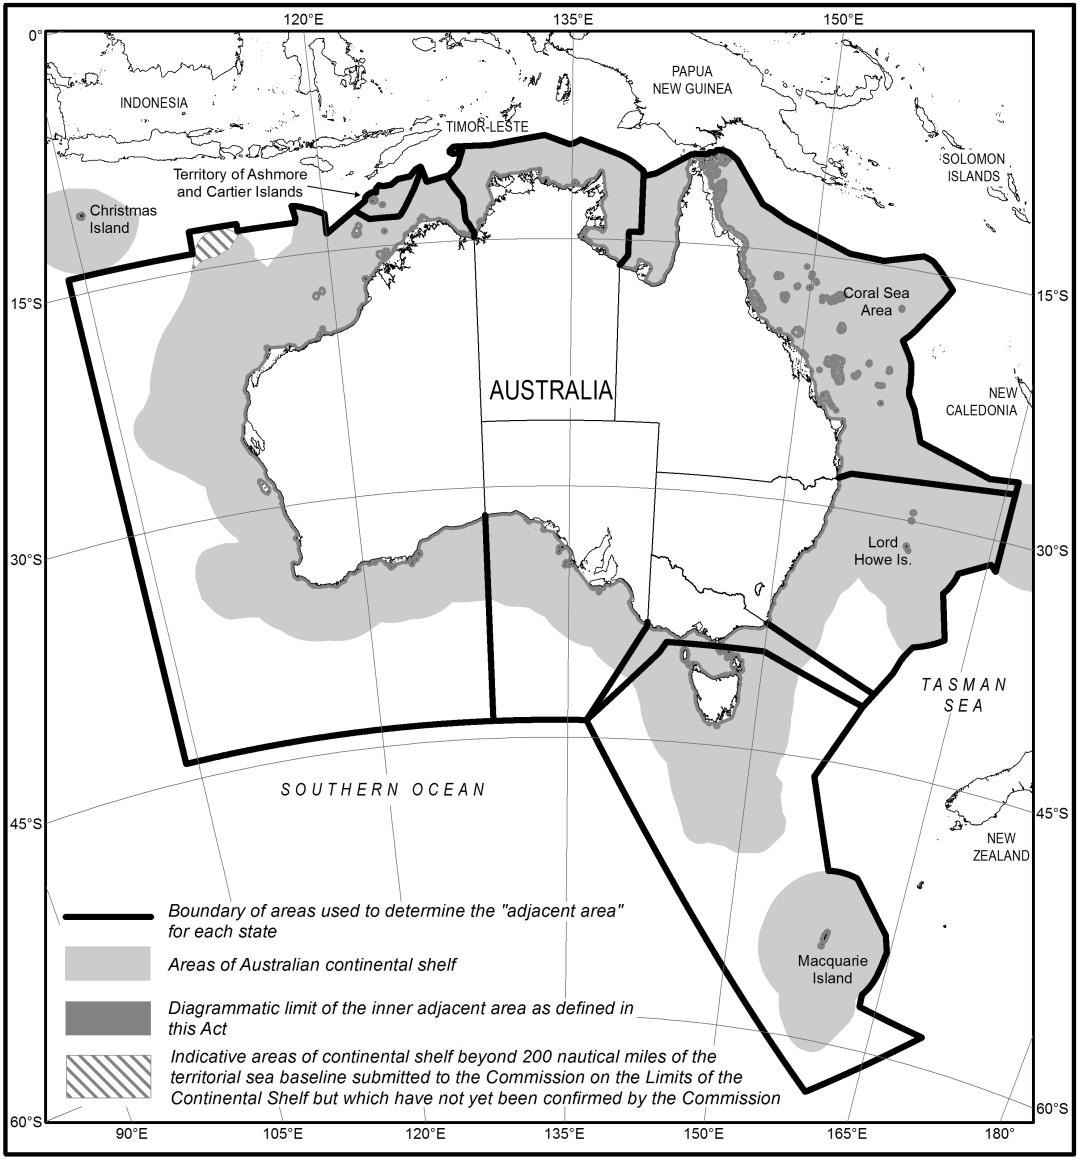 120°E
135°E
150°E
0°
PAPUA
NEW GUINEA
INDONESIA
TIMOR-LESTE
SOLOMON
ISLANDS
Territory of Ashmore
and Cartier Islands
Christmas
Island
15°S
15°S
Coral Sea
Area
AUSTRALIA
NEW
CALEDONIA
30°S
30°S
Lord
Howe Is.
TASMAN
SEA
SOUTHERN OCEAN
45°S
45°S
NEW
ZEALAND
Macquarie
Island
Boundary of areas used to determine the "adjacent area"
for each state
Areas of Australian continental shelf
Diagrammatic limit of the inner adjacent area as defined in
this Act
Indicative areas of continental shelf beyond 200 nautical miles of the
territorial sea baseline submitted to the Commission on the Limits of the
Continental Shelf but which have not yet been confirmed by the Commission
60°S
60°S
90°E
105°E
120°E
135°E
150°E
165°E
180°